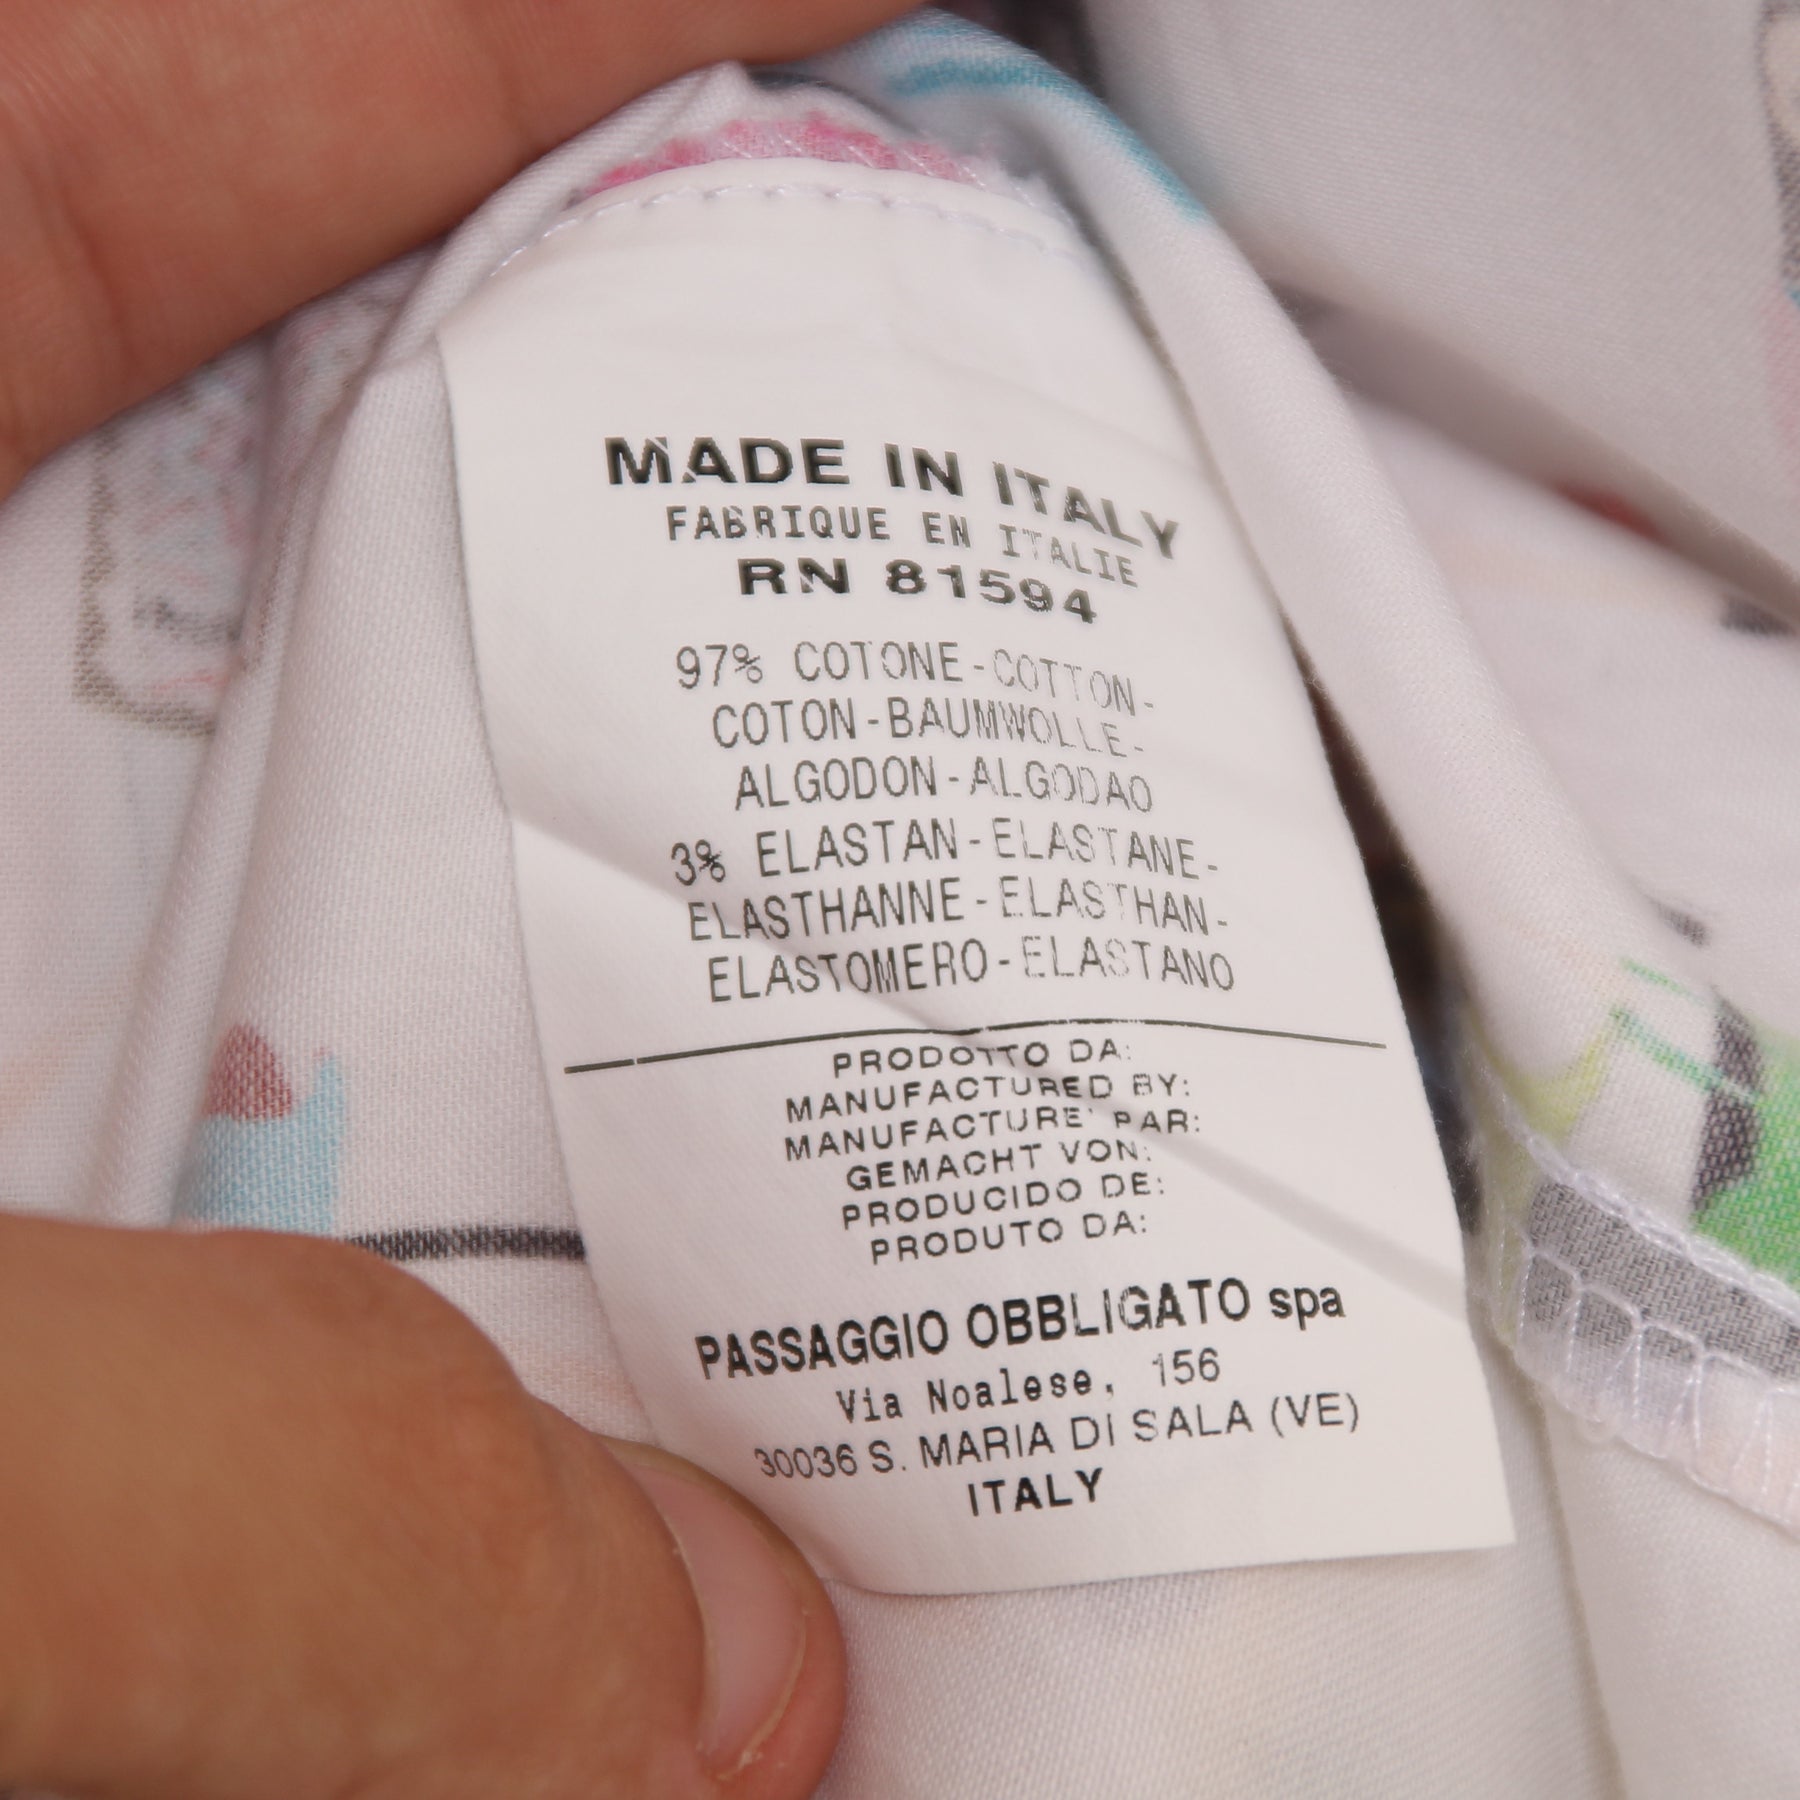 MADE IN ITALY
FABRIQUE EN ITALIE
RN 81594
97% COTONE-COTTON-
COTON-BAUMWOLLE-
ALGODON-ALGODAO
3% ELASTAN-ELASTANE-
ELASTHANNE-ELASTHAN-
ELASTOMERO-ELASTANO
PRODOTTO DA:
MANUFACTURED BY:
MANUFACTURE' PAR:
GEMACHT VON:
PRODUCIDO DE:
PRODUTO DA:
PASSAGGIO OBBLIGATO spa
Via Noalese, 156
30036 S. MARIA DI SALA (VE)
ITALY